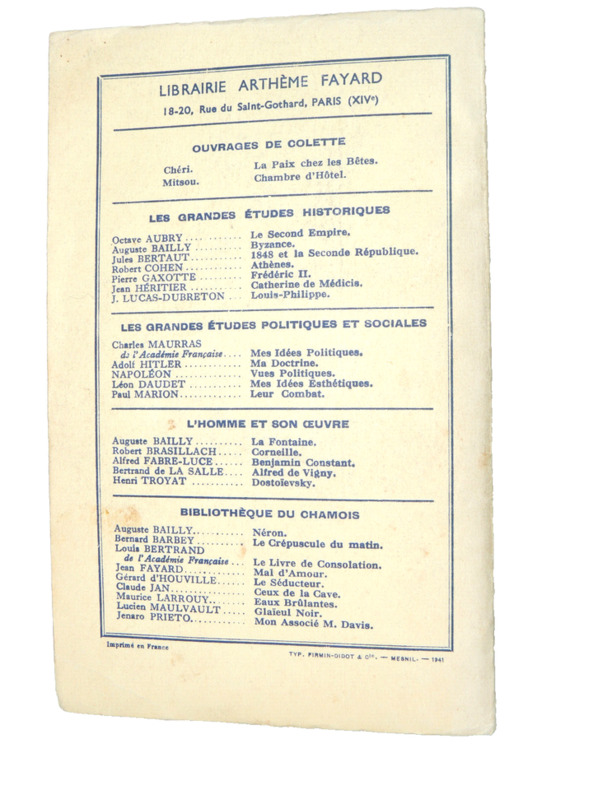 LIBRAIRIE ARTHÈME FAYARD
18-20, Rue du Saint-Gothard, PARIS (XIVe)
OUVRAGES DE COLETTE
Chéri. La Paix chez les Bêtes.
Mitsou. Chambre d'Hôtel.
LES GRANDES ÉTUDES HISTORIQUES
Octave AUBRY.... .......... Le Second Empire.
Auguste BAILLY ........... Byzance.
Jules BERTAUT............ 1848 et la Seconde République.
Robert COHEN............. Athènes.
Pierre GAXOTTE ........... Frédéric II.
Jean HÉRITIER ............ Catherine de Médicis.
J. LUCAS-DUBRETON ... Louis-Philippe.
LES GRANDES ÉTUDES POLITIQUES ET SOCIALES
Charles MAURRAS
de l'Académie Française.... Mes Idées Politiques.
Adolf HITLER.............. Ma Doctrine.
NAPOLÉON ............... Vues Politiques.
Léon DAUDET ............ Mes Idées Esthétiques.
Paul MARION.............. Leur Combat.
L'HOMME ET SON ŒUVRE
Auguste BAILLY .......... La Fontaine.
Robert BRASILLACH..... Corneille.
Alfred FABRE-LUCE...... Benjamin Constant.
Bertrand de LA SALLE.... Alfred de Vigny.
Henri TROYAT ........... Dostoïevsky.
BIBLIOTHÈQUE DU CHAMOIS
Auguste BAILLY........... Néron.
Bernard BARBEY ......... Le Crépuscule du matin.
Louis BERTRAND
de l'Académie Française ... Le Livre de Consolation.
Jean FAYARD............. Mal d'Amour.
Gérard d'HOUVILLE...... Le Séducteur.
Claude JAN................ Ceux de la Cave.
Maurice LARROUY........ Eaux Brûlantes.
Lucien MAULVAULT ..... Glaïeul Noir.
Jenaro PRIETO............ Mon Associé M. Davis.
Imprimé en France
TYP. FIRMIN-DIDOT & Cie. — MESNIL. — 1941